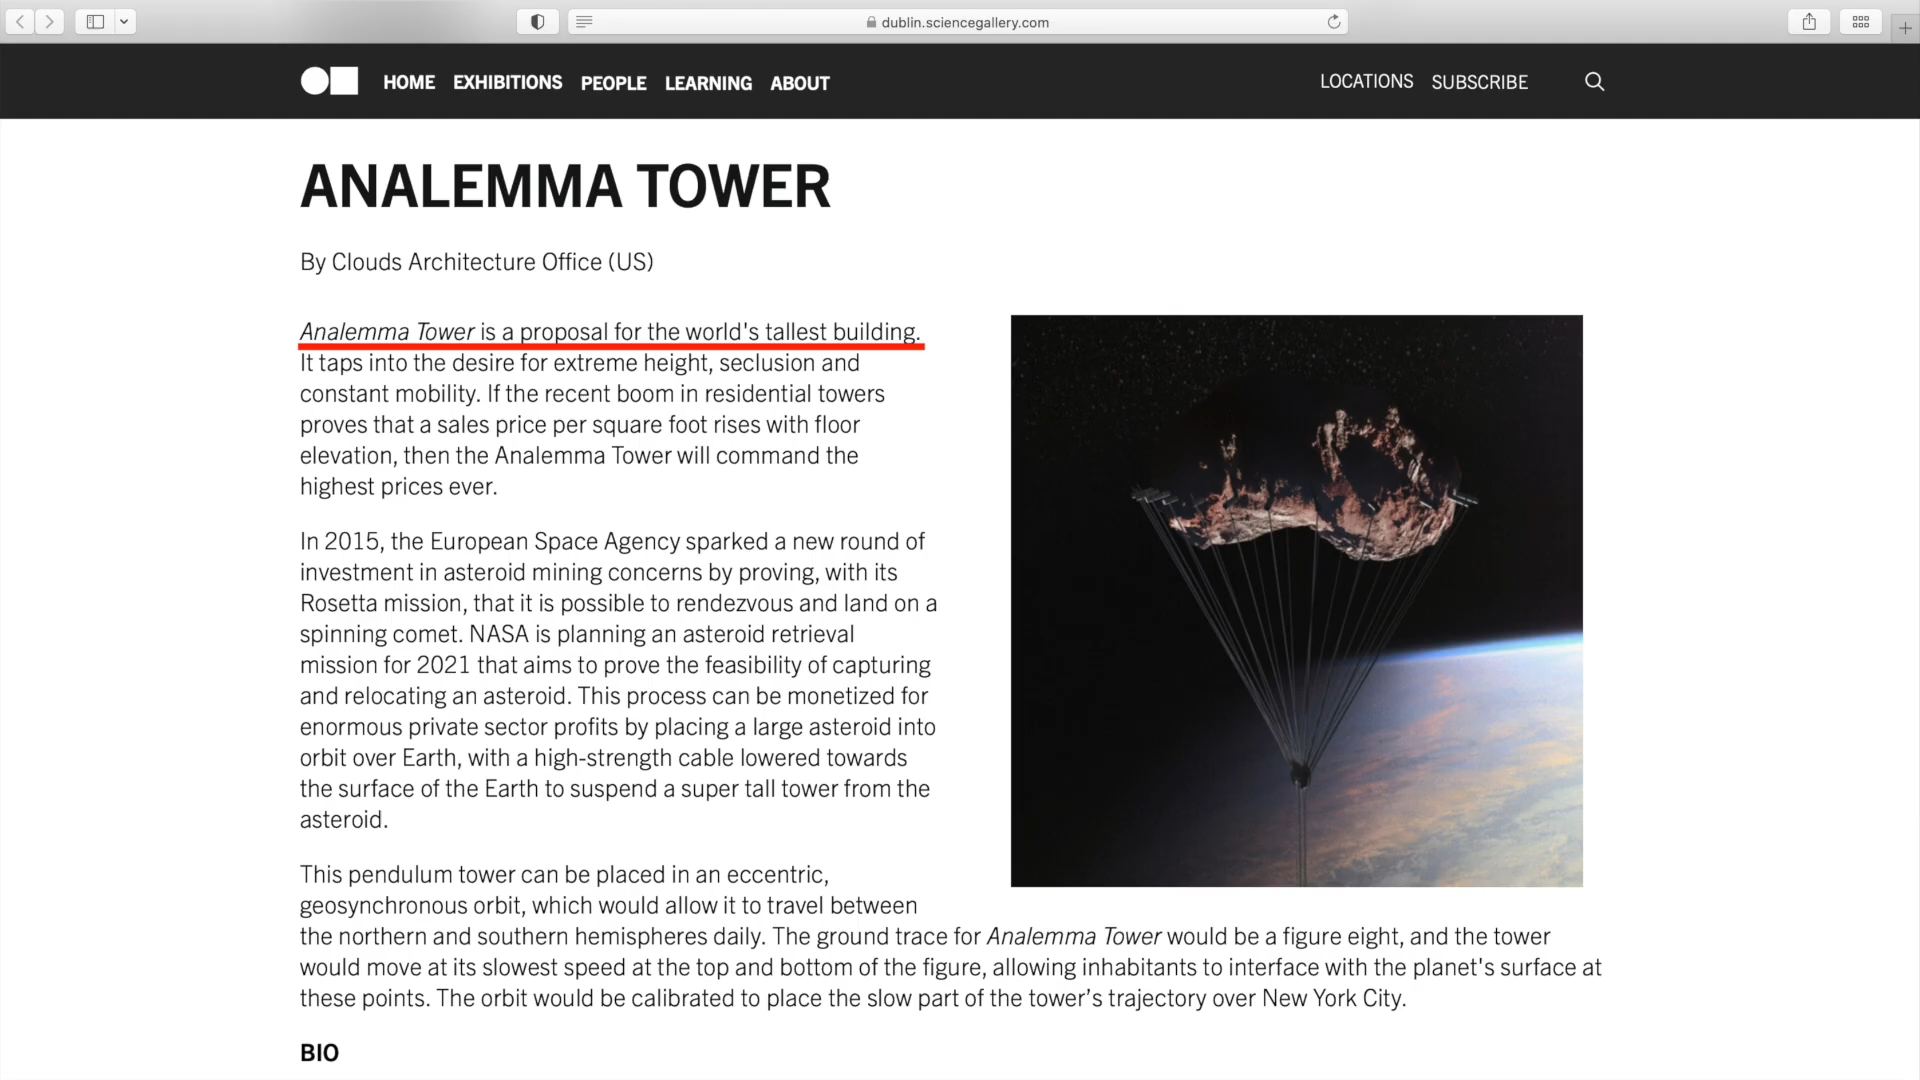 dublin.sciencegallery.com
HOME EXHIBITIONS PEOPLE LEARNING ABOUT LOCATIONS SUBSCRIBE
ANALEMMA TOWER
By Clouds Architecture Office (US)
Analemma Tower is a proposal for the world's tallest building.
It taps into the desire for extreme height, seclusion and
constant mobility. If the recent boom in residential towers
proves that a sales price per square foot rises with floor
elevation, then the Analemma Tower will command the
highest prices ever.
In 2015, the European Space Agency sparked a new round of
investment in asteroid mining concerns by proving, with its
Rosetta mission, that it is possible to rendezvous and land on a
spinning comet. NASA is planning an asteroid retrieval
mission for 2021 that aims to prove the feasibility of capturing
and relocating an asteroid. This process can be monetized for
enormous private sector profits by placing a large asteroid into
orbit over Earth, with a high-strength cable lowered towards
the surface of the Earth to suspend a super tall tower from the
asteroid.
This pendulum tower can be placed in an eccentric,
geosynchronous orbit, which would allow it to travel between
the northern and southern hemispheres daily. The ground trace for Analemma Tower would be a figure eight, and the tower
would move at its slowest speed at the top and bottom of the figure, allowing inhabitants to interface with the planet's surface at
these points. The orbit would be calibrated to place the slow part of the tower’s trajectory over New York City.
BIO